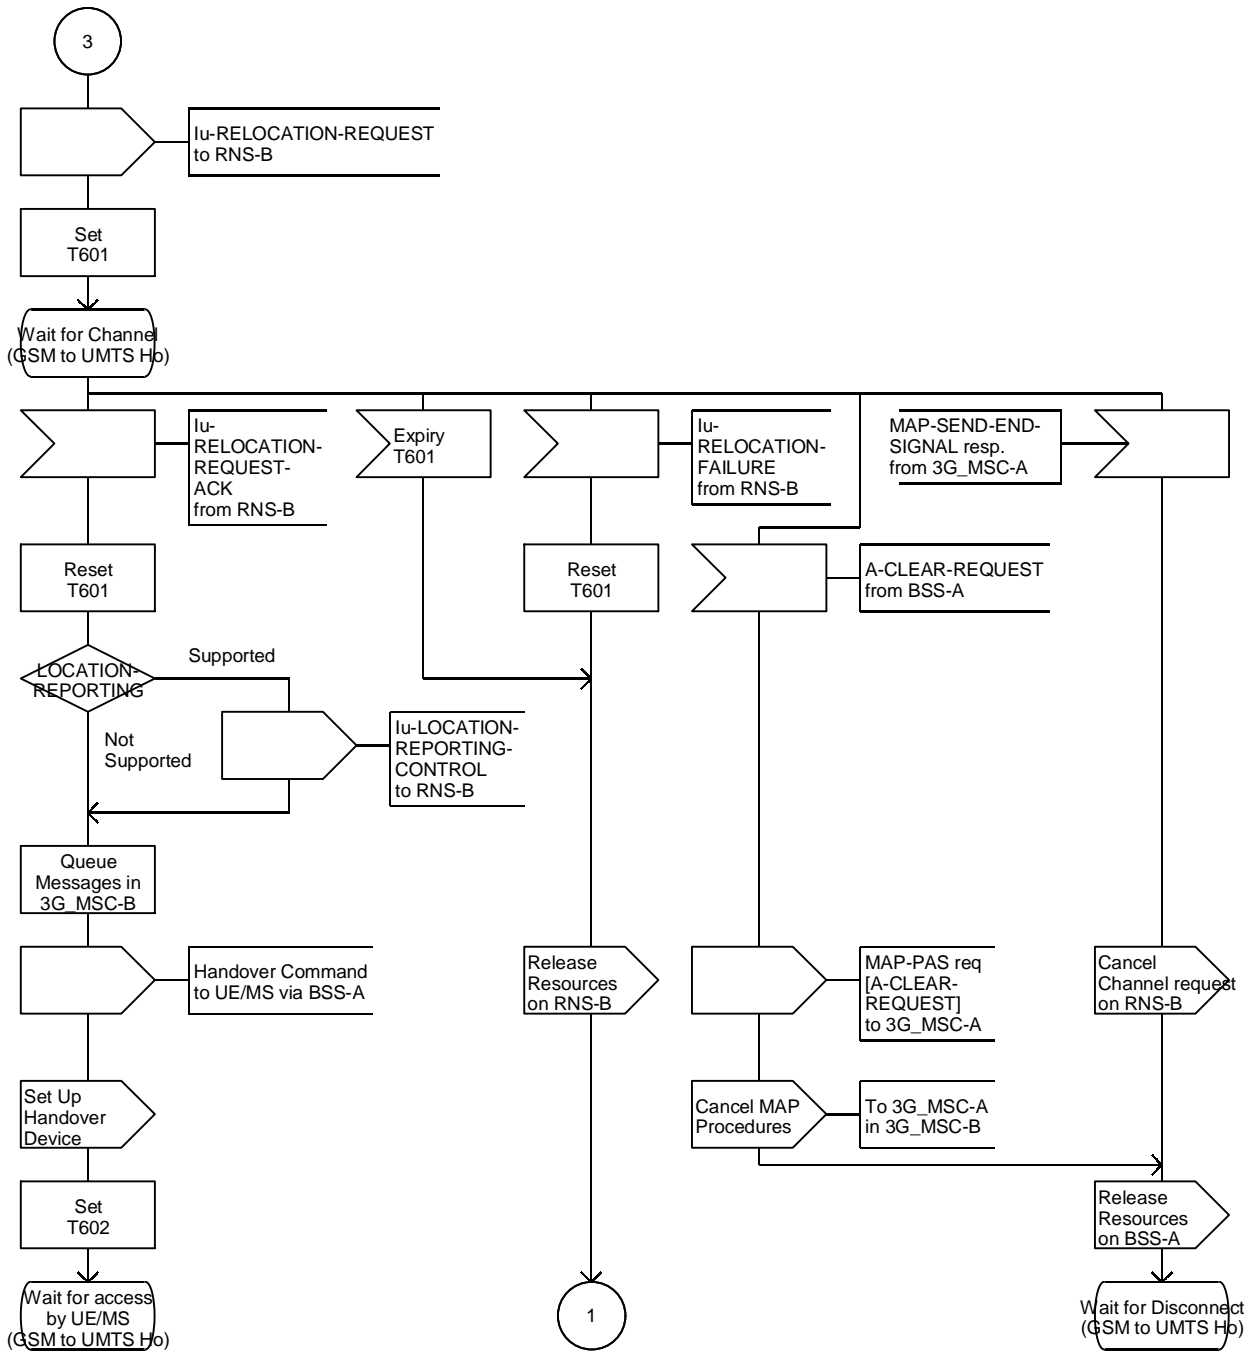 3
Iu-RELOCATION-REQUEST
to RNS-B
Set
T601
Wait for Channel
(GSM to UMTS Ho)
Iu-
RELOCATION-
REQUEST-
ACK
from RNS-B
Expiry
T601
Iu-
RELOCATION-
FAILURE
from RNS-B
MAP-SEND-END-
SIGNAL resp.
from 3G_MSC-A
Reset
T601
Reset
T601
A-CLEAR-REQUEST
from BSS-A
LOCATION-
REPORTING
Supported
Not
Supported
Iu-LOCATION-
REPORTING-
CONTROL
to RNS-B
Queue
Messages in
3G_MSC-B
Handover Command
to UE/MS via BSS-A
Release
Resources
on RNS-B
MAP-PAS req
[A-CLEAR-
REQUEST]
to 3G_MSC-A
Cancel
Channel request
on RNS-B
Set Up
Handover
Device
Cancel MAP
Procedures
To 3G_MSC-A
in 3G_MSC-B
Set
T602
Release
Resources
on BSS-A
Wait for access
by UE/MS
(GSM to UMTS Ho)
1
Wait for Disconnect
(GSM to UMTS Ho)